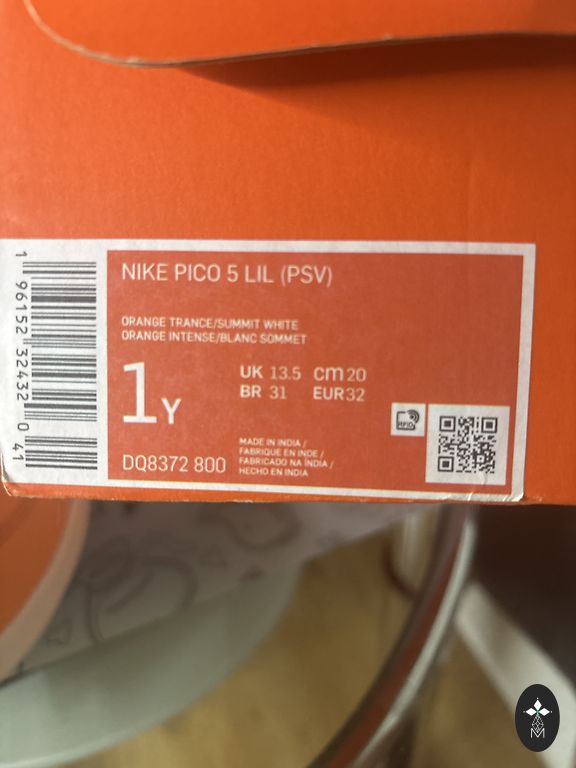 NIKE PICO 5 LIL (PSV)
ORANGE TRANCE/SUMMIT WHITE
ORANGE INTENSE/BLANC SOMMET
1Y
UK 13.5 cm 20
BR 31 EUR 32
DQ8372 800
MADE IN INDIA /
FABRIQUE EN INDE /
FABRICADO NA ÍNDIA /
HECHO EN INDIA
RFID
1 96152 32432 0 41
M